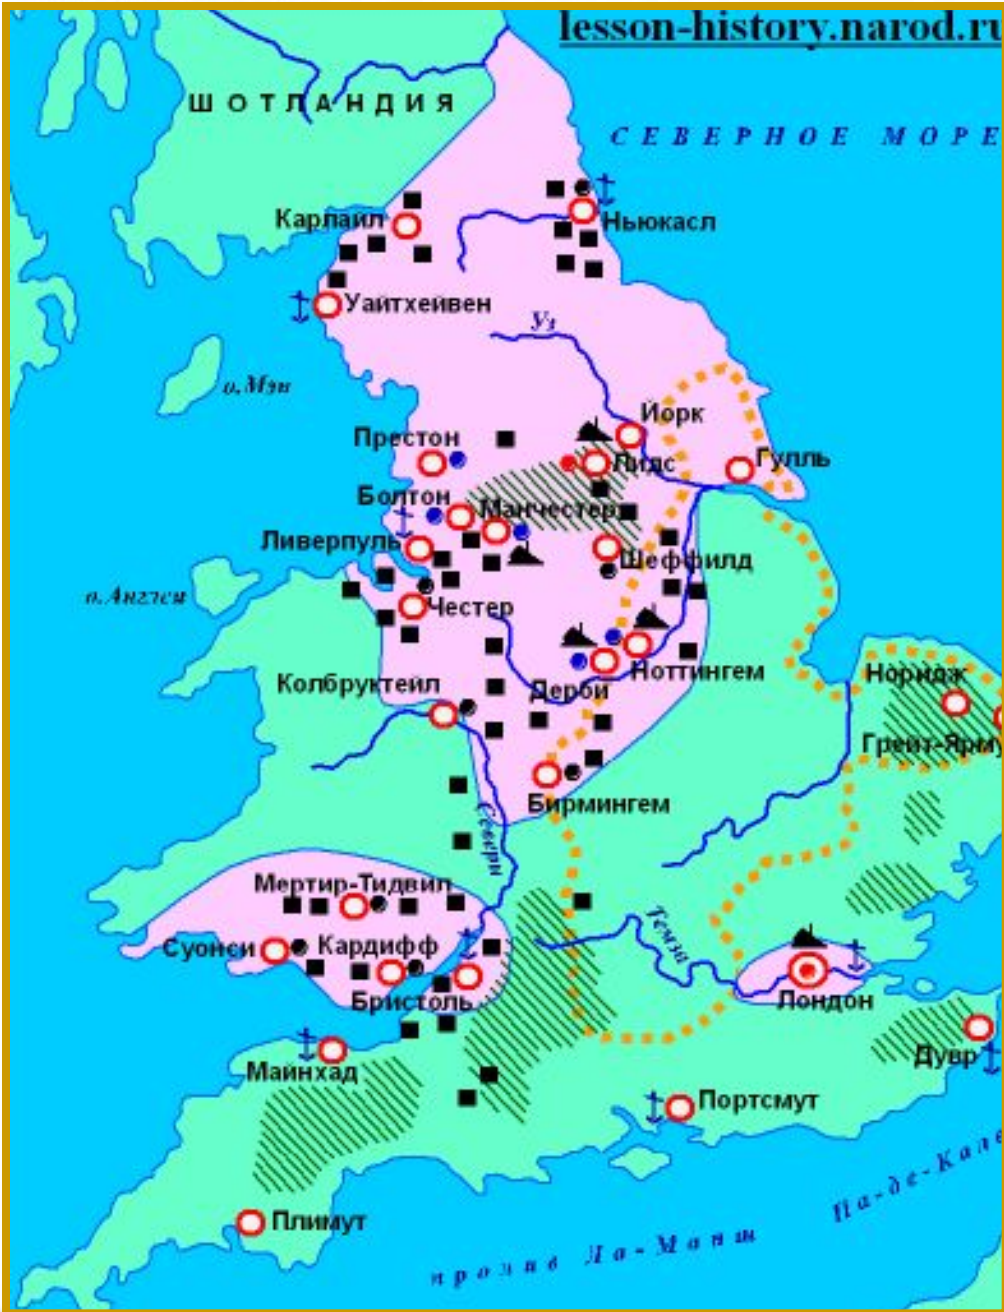 lesson-history.narod.ru
ШОТЛАНДИЯ
СЕВЕРНОЕ МОРЕ
Карлайл
Ньюкасл
Уайтхейвен
Уз
о.Мэн
Йорк
Престон
Лидс
Гулль
Болтон
Манчестер
Ливерпуль
Шеффилд
о.Англси
Честер
Ноттингем
Норидж
Колбруктейл
Дерби
Грейт-Ярму
Бирмингем
Северн
Мертир-Тидвил
Темза
Суонси
Кардифф
Бристоль
Лондон
Майнхад
Дувр
Портсмут
Па-де-Кале
Плимут
пролив Ла-Манш